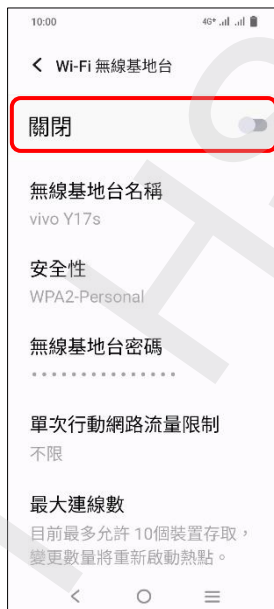 10:00 4G+
Wi-Fi 無線基地台
關閉
無線基地台名稱
vivo Y17s
安全性
WPA2-Personal
無線基地台密碼
• • • • • • • • • • • • • • •
單次行動網路流量限制
不限
最大連線數
目前最多允許 10個裝置存取，
變更數量將重新啟動熱點。